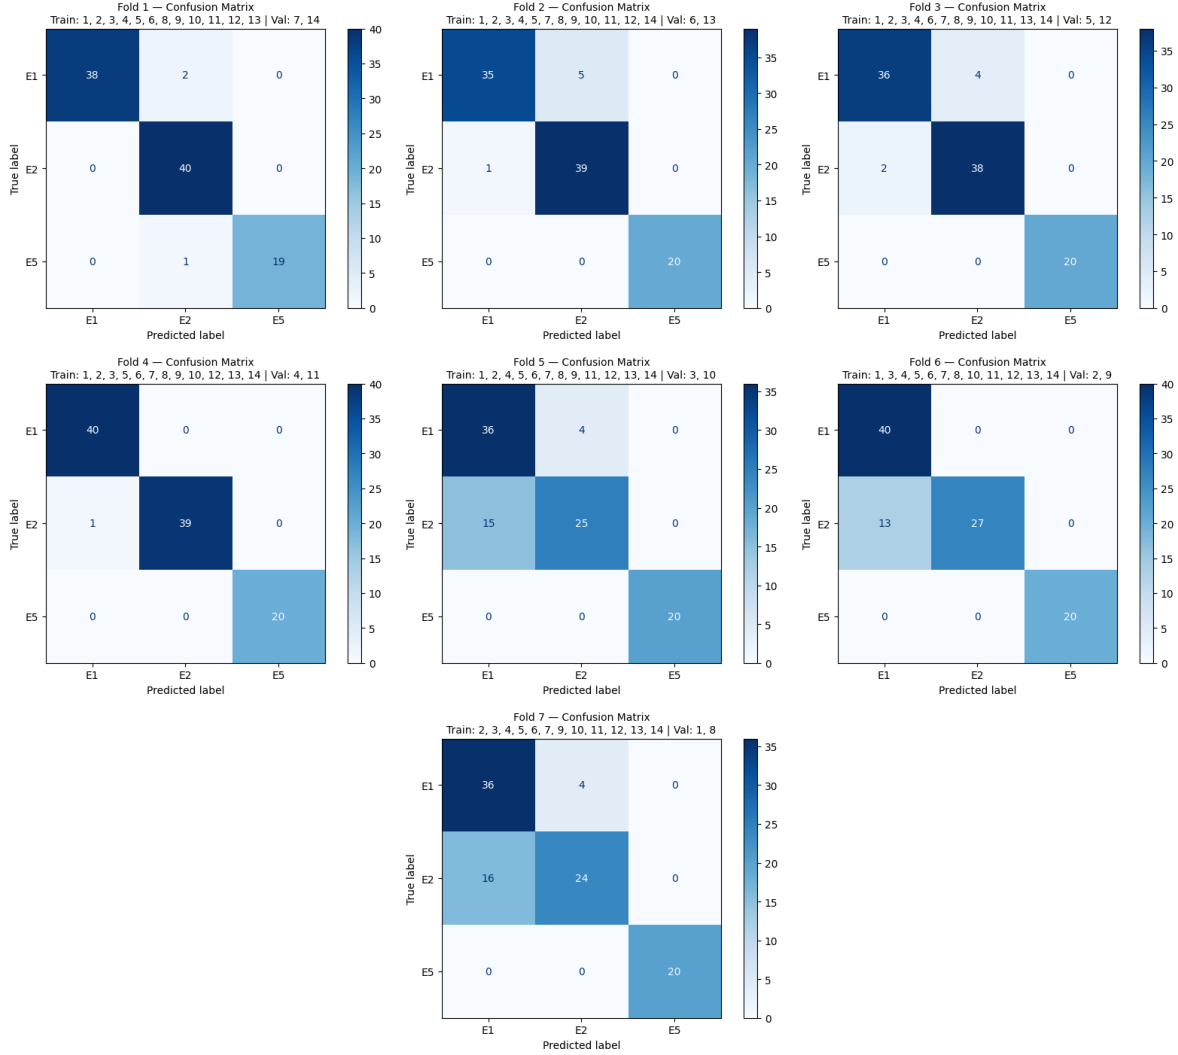 Fold 1 — Confusion Matrix
Train: 1, 2, 3, 4, 5, 6, 8, 9, 10, 11, 12, 13 | Val: 7, 14
40
35
30
25
20
15
10
5
0
True label
E1
38 2 0
E2
0 40 0
E5
0 1 19
E1 E2 E5
Predicted label
Fold 2 — Confusion Matrix
Train: 1, 2, 3, 4, 5, 7, 8, 9, 10, 11, 12, 14 | Val: 6, 13
35
30
25
20
15
10
5
0
True label
E1
35 5 0
E2
1 39 0
E5
0 0 20
E1 E2 E5
Predicted label
Fold 3 — Confusion Matrix
Train: 1, 2, 3, 4, 6, 7, 8, 9, 10, 11, 13, 14 | Val: 5, 12
35
30
25
20
15
10
5
0
True label
E1
36 4 0
E2
2 38 0
E5
0 0 20
E1 E2 E5
Predicted label
Fold 4 — Confusion Matrix
Train: 1, 2, 3, 5, 6, 7, 8, 9, 10, 12, 13, 14 | Val: 4, 11
40
35
30
25
20
15
10
5
0
True label
E1
40 0 0
E2
1 39 0
E5
0 0 20
E1 E2 E5
Predicted label
Fold 5 — Confusion Matrix
Train: 1, 2, 4, 5, 6, 7, 8, 9, 11, 12, 13, 14 | Val: 3, 10
35
30
25
20
15
10
5
0
True label
E1
36 4 0
E2
15 25 0
E5
0 0 20
E1 E2 E5
Predicted label
Fold 6 — Confusion Matrix
Train: 1, 3, 4, 5, 6, 7, 8, 10, 11, 12, 13, 14 | Val: 2, 9
40
35
30
25
20
15
10
5
0
True label
E1
40 0 0
E2
13 27 0
E5
0 0 20
E1 E2 E5
Predicted label
Fold 7 — Confusion Matrix
Train: 2, 3, 4, 5, 6, 7, 9, 10, 11, 12, 13, 14 | Val: 1, 8
35
30
25
20
15
10
5
0
True label
E1
36 4 0
E2
16 24 0
E5
0 0 20
E1 E2 E5
Predicted label